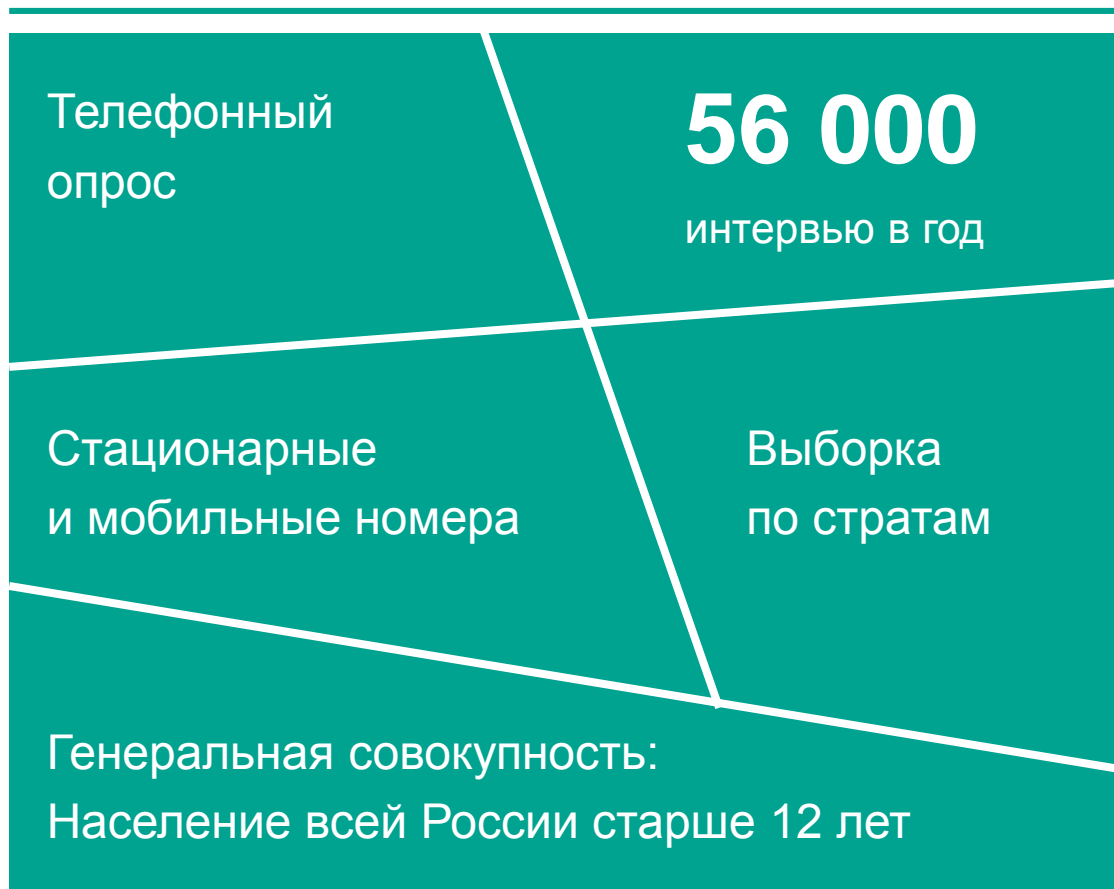 Телефонный
опрос
56 000
интервью в год
Стационарные
и мобильные номера
Выборка
по стратам
Генеральная совокупность:
Население всей России старше 12 лет